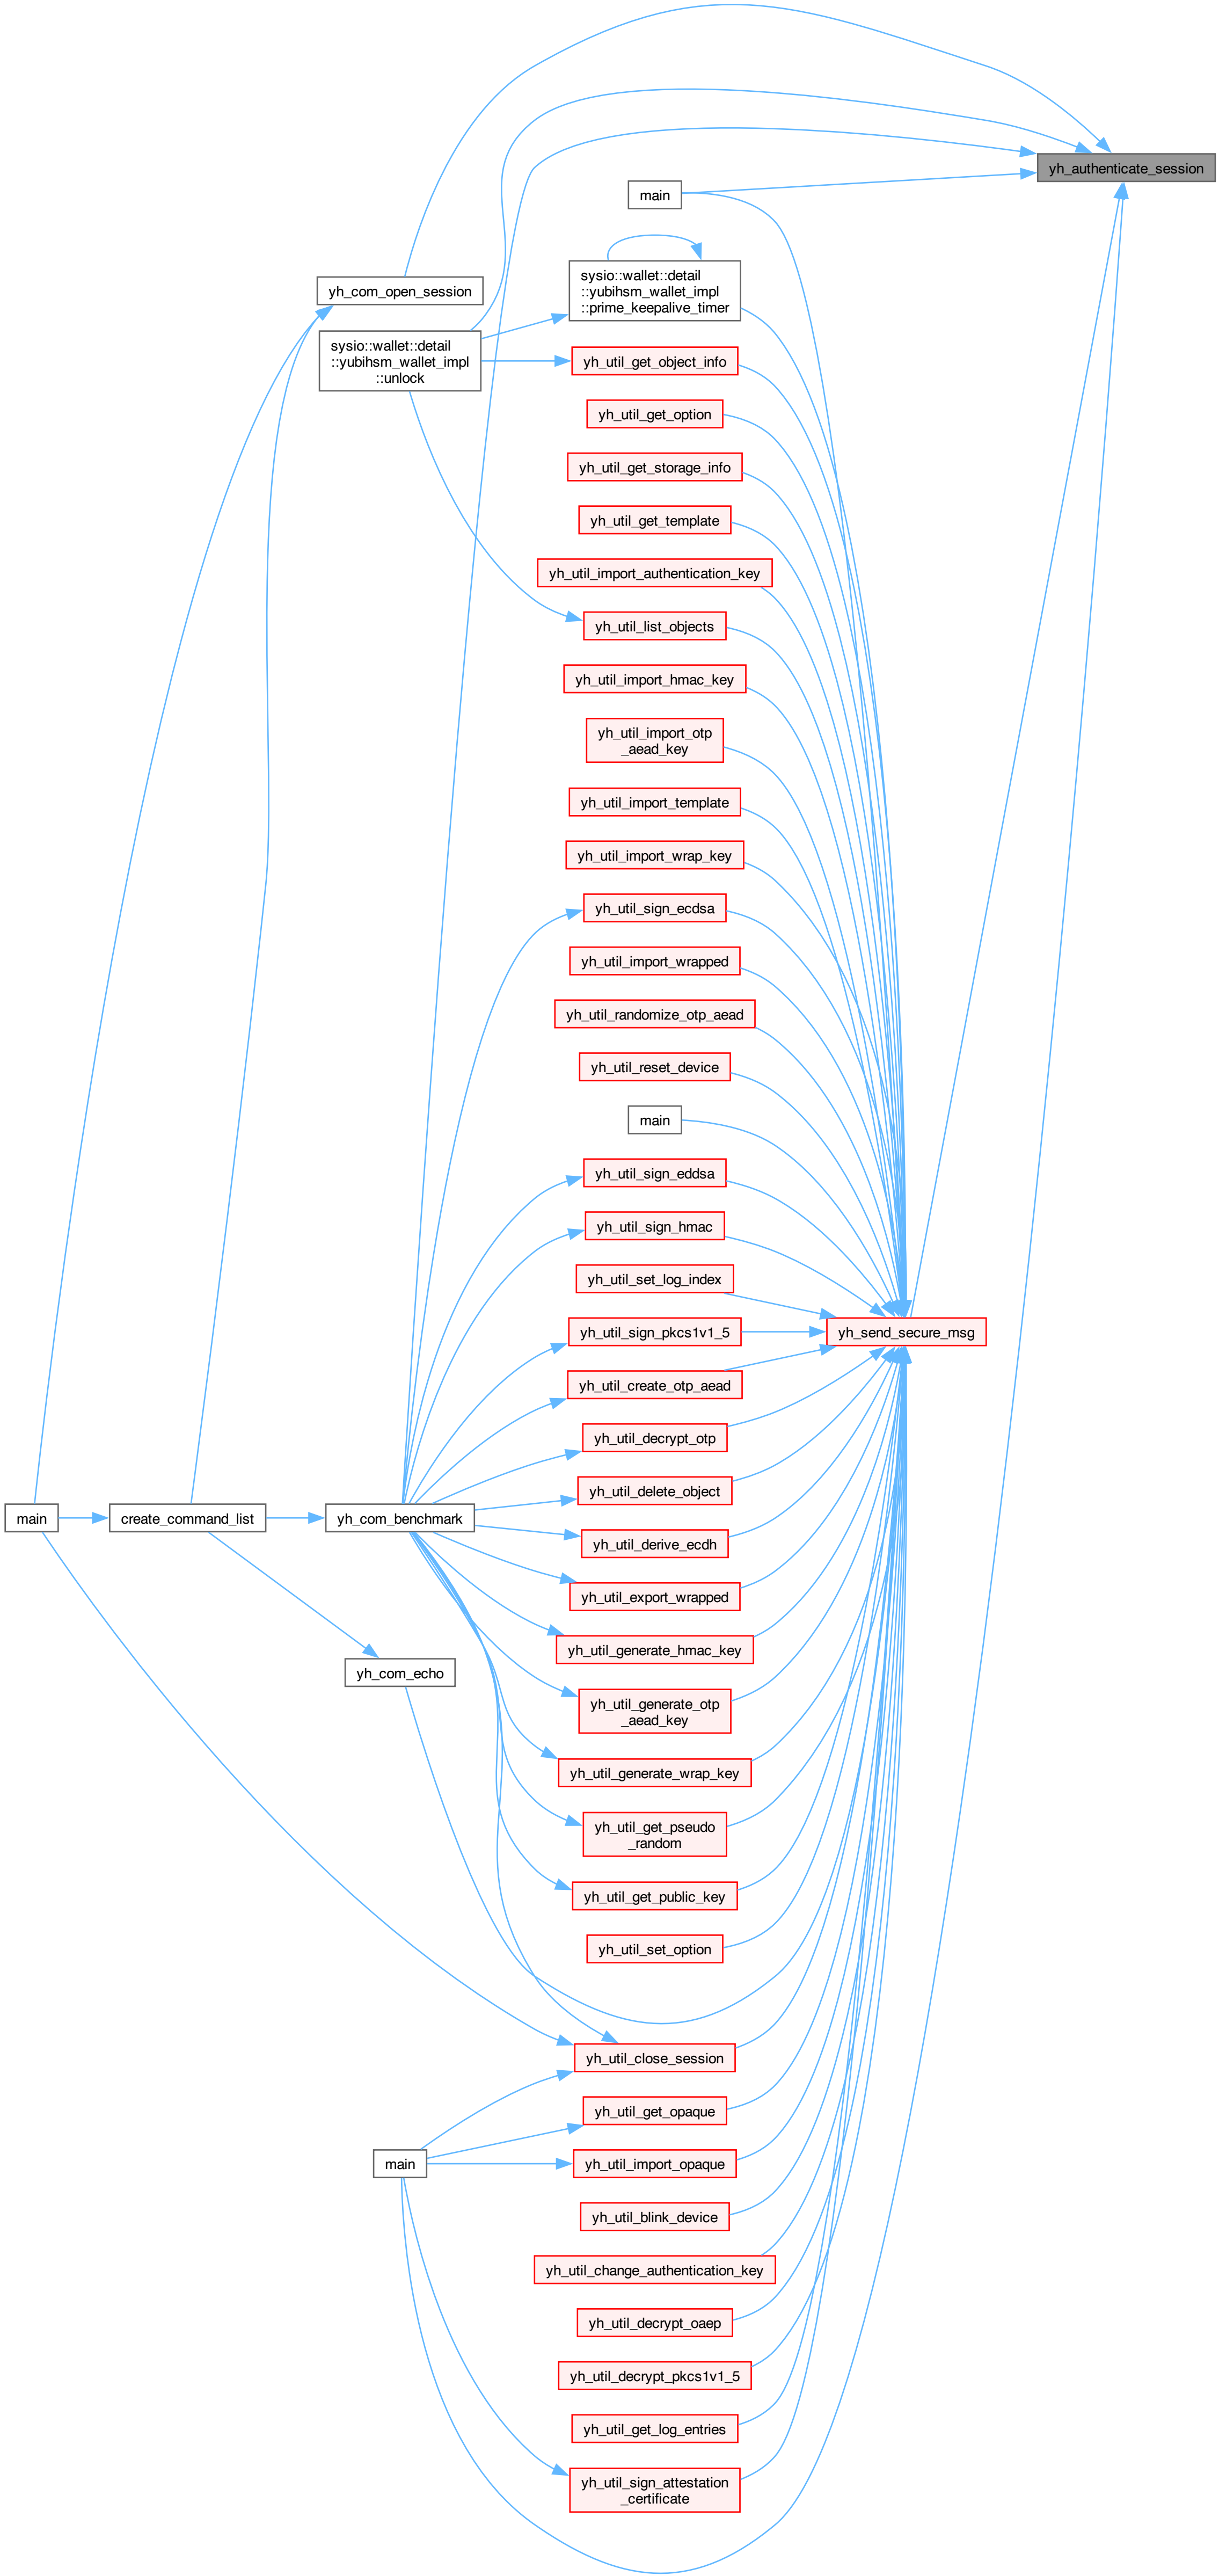 yh_authenticate_session
main
sysio::wallet::detail
::yubihsm_wallet_impl
::prime_keepalive_timer
yh_com_open_session
sysio::wallet::detail
::yubihsm_wallet_impl
::unlock
yh_util_get_object_info
yh_util_get_option
yh_util_get_storage_info
yh_util_get_template
yh_util_import_authentication_key
yh_util_list_objects
yh_util_import_hmac_key
yh_util_import_otp
_aead_key
yh_util_import_template
yh_util_import_wrap_key
yh_util_sign_ecdsa
yh_util_import_wrapped
yh_util_randomize_otp_aead
yh_util_reset_device
main
yh_util_sign_eddsa
yh_util_sign_hmac
yh_util_set_log_index
yh_util_sign_pkcs1v1_5
yh_send_secure_msg
yh_util_create_otp_aead
yh_util_decrypt_otp
yh_util_delete_object
main
create_command_list
yh_com_benchmark
yh_util_derive_ecdh
yh_util_export_wrapped
yh_util_generate_hmac_key
yh_com_echo
yh_util_generate_otp
_aead_key
yh_util_generate_wrap_key
yh_util_get_pseudo
_random
yh_util_get_public_key
yh_util_set_option
yh_util_close_session
yh_util_get_opaque
main
yh_util_import_opaque
yh_util_blink_device
yh_util_change_authentication_key
yh_util_decrypt_oaep
yh_util_decrypt_pkcs1v1_5
yh_util_get_log_entries
yh_util_sign_attestation
_certificate